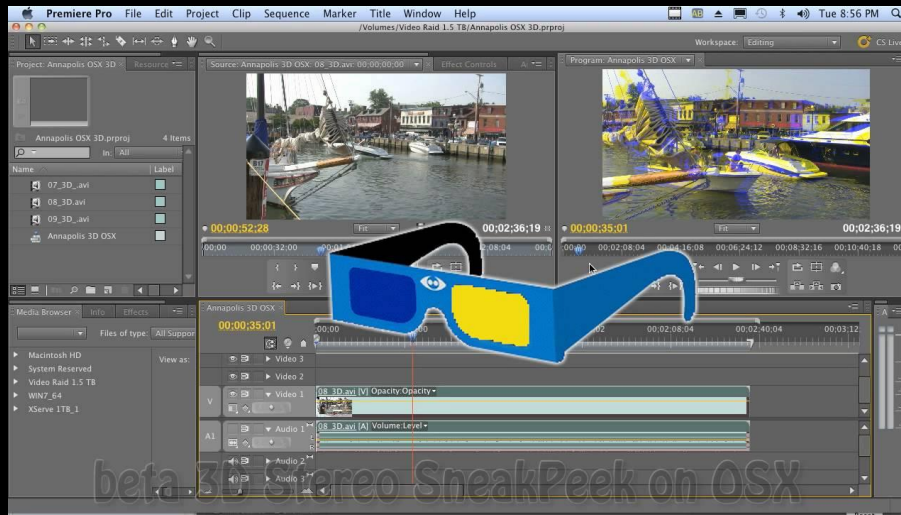 Premiere Pro File Edit Project Clip Sequence Marker Title Window Help Tue 8:56 PM
/Volumes/Video Raid 1.5 TB/Annapolis OSX 3D.prproj
Workspace: Editing CS Live
Project: Annapolis OSX 3D Resource
Source: Annapolis 3D OSX: 08_3D.avi: 00;00;00;00 Effect Controls
Program: Annapolis 3D OSX
Annapolis OSX 3D.prproj 4 Items
In: All
Name Label
07_3D_.avi
08_3D.avi
09_3D_.avi
Annapolis 3D OSX
00;00;52;28 Fit 00;02;36;19
00;00;35;01 Fit 00;02;36;19
00;00 00;00;32;00
00;02;08;04 00;04;16;08 00;06;24;12 00;08;32;16 00;10;40;18
Media Browser Info Effects
Files of type: All Suppor
View as:
Macintosh HD
System Reserved
Video Raid 1.5 TB
WIN7_64
XServe 1TB_1
Annapolis 3D OSX
00;00;35;01
00;02;08;04 00;02;40;04 00;03;12
Video 3
Video 2
V Video 1 08_3D.avi [V] Opacity:Opacity
A1 Audio 1 08_3D.avi [A] Volume:Level
Audio 2
Audio 3
beta 3D Stereo SneakPeek on OSX